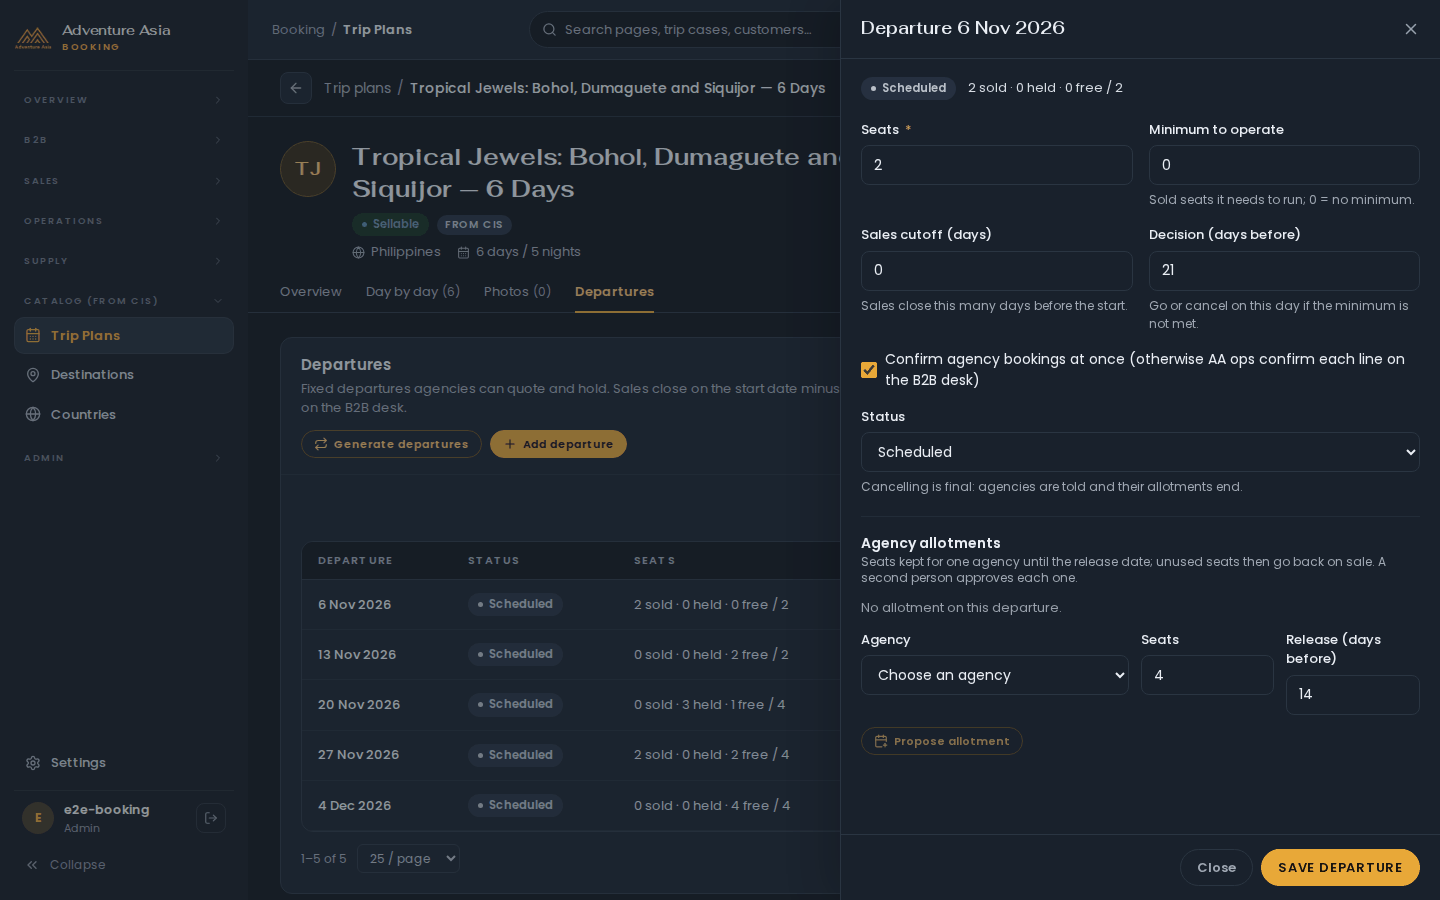 Adventure Asia
BOOKING
OVERVIEW
B2B
SALES
OPERATIONS
SUPPLY
CATALOG (FROM CIS)
Trip Plans
Destinations
Countries
ADMIN
Settings
E
e2e-booking
Admin
Collapse
Booking / Trip Plans
Search pages, trip cases, customers...
Trip plans / Tropical Jewels: Bohol, Dumaguete and Siquijor — 6 Days
TJ
Tropical Jewels: Bohol, Dumaguete an
Siquijor — 6 Days
Sellable
FROM CIS
Philippines
6 days / 5 nights
Overview
Day by day (6)
Photos (0)
Departures
Departures
Fixed departures agencies can quote and hold. Sales close on the start date minus
on the B2B desk.
Generate departures
Add departure
DEPARTURE STATUS SEATS
6 Nov 2026 Scheduled 2 sold · 0 held · 0 free / 2
13 Nov 2026 Scheduled 0 sold · 0 held · 2 free / 2
20 Nov 2026 Scheduled 0 sold · 3 held · 1 free / 4
27 Nov 2026 Scheduled 2 sold · 0 held · 2 free / 4
4 Dec 2026 Scheduled 0 sold · 0 held · 4 free / 4
1–5 of 5
25 / page
Departure 6 Nov 2026
Scheduled
2 sold · 0 held · 0 free / 2
Seats *
2
Minimum to operate
0
Sold seats it needs to run; 0 = no minimum.
Sales cutoff (days)
0
Sales close this many days before the start.
Decision (days before)
21
Go or cancel on this day if the minimum is
not met.
Confirm agency bookings at once (otherwise AA ops confirm each line on
the B2B desk)
Status
Scheduled
Cancelling is final: agencies are told and their allotments end.
Agency allotments
Seats kept for one agency until the release date; unused seats then go back on sale. A
second person approves each one.
No allotment on this departure.
Agency
Choose an agency
Seats
4
Release (days
before)
14
Propose allotment
Close
SAVE DEPARTURE